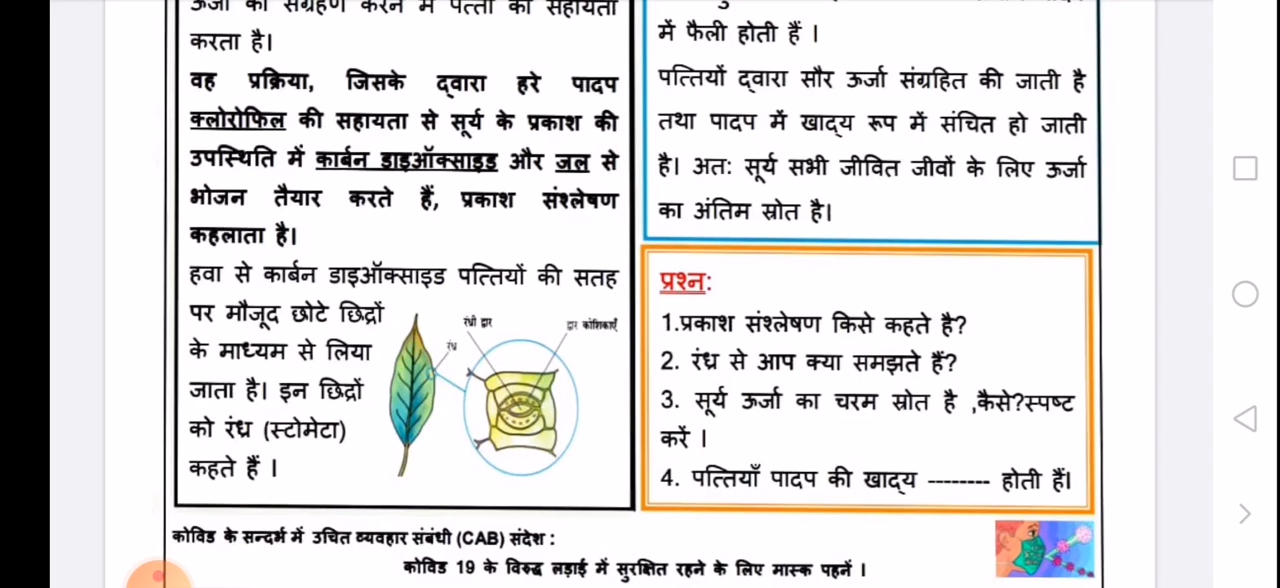 करता है।
वह प्रक्रिया, जिसके द्वारा हरे पादप
क्लोरोफिल की सहायता से सूर्य के प्रकाश की
उपस्थिति में कार्बन डाइऑक्साइड और जल से
भोजन तैयार करते हैं, प्रकाश संश्लेषण
कहलाता है।
हवा से कार्बन डाइऑक्साइड पत्तियों की सतह
पर मौजूद छोटे छिद्रों
के माध्यम से लिया
जाता है। इन छिद्रों
को रंध्र (स्टोमेटा)
कहते हैं ।
रंध्री द्वार
द्वार कोशिकाएँ
रंध्र
में फैली होती हैं ।
पत्तियों द्वारा सौर ऊर्जा संग्रहित की जाती है
तथा पादप में खाद्य रूप में संचित हो जाती
है। अत: सूर्य सभी जीवित जीवों के लिए ऊर्जा
का अंतिम स्रोत है।
प्रश्न:
1.प्रकाश संश्लेषण किसे कहते है?
2. रंध्र से आप क्या समझते हैं?
3. सूर्य ऊर्जा का चरम स्रोत है ,कैसे?स्पष्ट
करें ।
4. पत्तियाँ पादप की खाद्य -------- होती हैं।
कोविड के सन्दर्भ में उचित व्यवहार संबंधी (CAB) संदेश :
कोविड 19 के विरुद्ध लड़ाई में सुरक्षित रहने के लिए मास्क पहनें ।